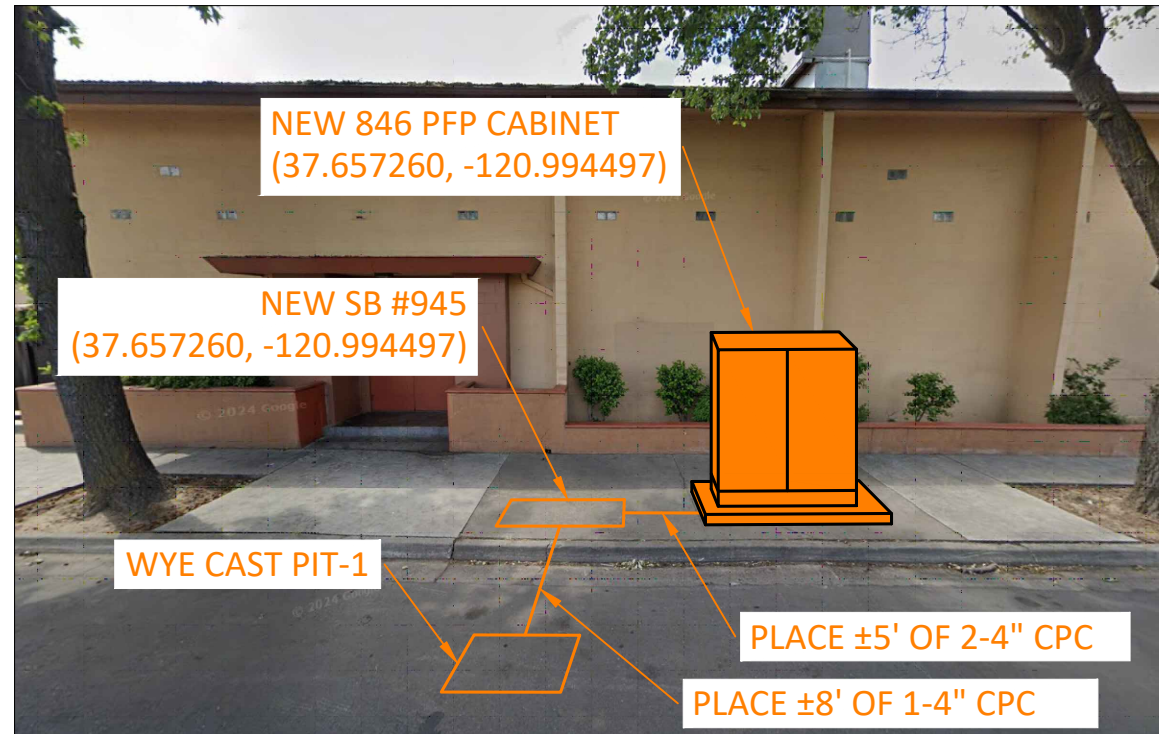 NEW 846 PFP CABINET
(37.657260, -120.994497)
© 2024 Google
NEW SB #945
(37.657260, -120.994497)
© 2024 Google
WYE CAST PIT-1
© 2024 Google
PLACE ±5' OF 2-4" CPC
PLACE ±8' OF 1-4" CPC